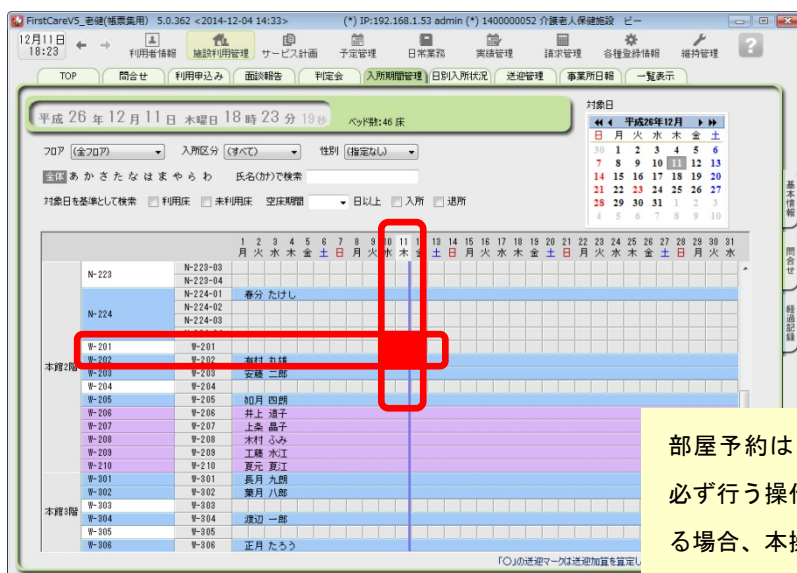 FirstCareV5_老健(帳票集用) 5.0.362 <2014-12-04 14:33> (*) IP:192.168.1.53 admin (*) 1400000052 介護老人保健施設 ビー
12月11日
18:23
利用者情報 施設利用管理 サービス計画 予定管理 日常業務 実績管理 請求管理 各種登録情報 維持管理
TOP 問合せ 利用申込み 面談報告 判定会 入所期間管理 日別入所状況 送迎管理 事業所日報 一覧表示
平成 26 年 12 月 11 日 木曜日 18 時 23 分 19 秒 ベッド数:46 床
対象日
平成26年12月
日 月 火 水 木 金 土
30 1 2 3 4 5 6
7 8 9 10 11 12 13
14 15 16 17 18 19 20
21 22 23 24 25 26 27
28 29 30 31 1 2 3
4 5 6 7 8 9 10
フロア (全フロア) 入所区分 (すべて) 性別 (指定なし)
全体 あ か さ た な は ま や ら わ 氏名(カナ)で検索
対象日を基準として検索 利用床 未利用床 空床期間 日以上 入所 退所
基本情報
問合せ
経過記録
1 2 3 4 5 6 7 8 9 10 11 1 13 14 15 16 17 18 19 20 21 22 23 24 25 26 27 28 29 30 31
月 火 水 木 金 土 日 月 火 水 木 金 土 日 月 火 水 木 金 土 日 月 火 水 木 金 土 日 月 火 水
N-223 N-223-03
N-223-04
N-224-01 春分 たけし
N-224 N-224-02
N-224-03
W-201 W-201
本館2階 W-202 W-202 有村 九雄
W-203 W-203 安藤 二郎
W-204 W-204
W-205 W-205 如月 四朗
W-206 W-206 井上 道子
W-207 W-207 上条 晶子
W-208 W-208 木村 ふみ
W-209 W-209 工藤 水江
W-210 W-210 夏元 夏江
W-301 W-301 長月 九朗
W-302 W-302 葉月 八郎
本館3階 W-303 W-303
W-304 W-304 渡辺 一郎
W-305 W-305
W-306 W-306 正月 たろう
「○」の送迎マークは送迎加算を算定し
部屋予約は
必ず行う操作
る場合、本操